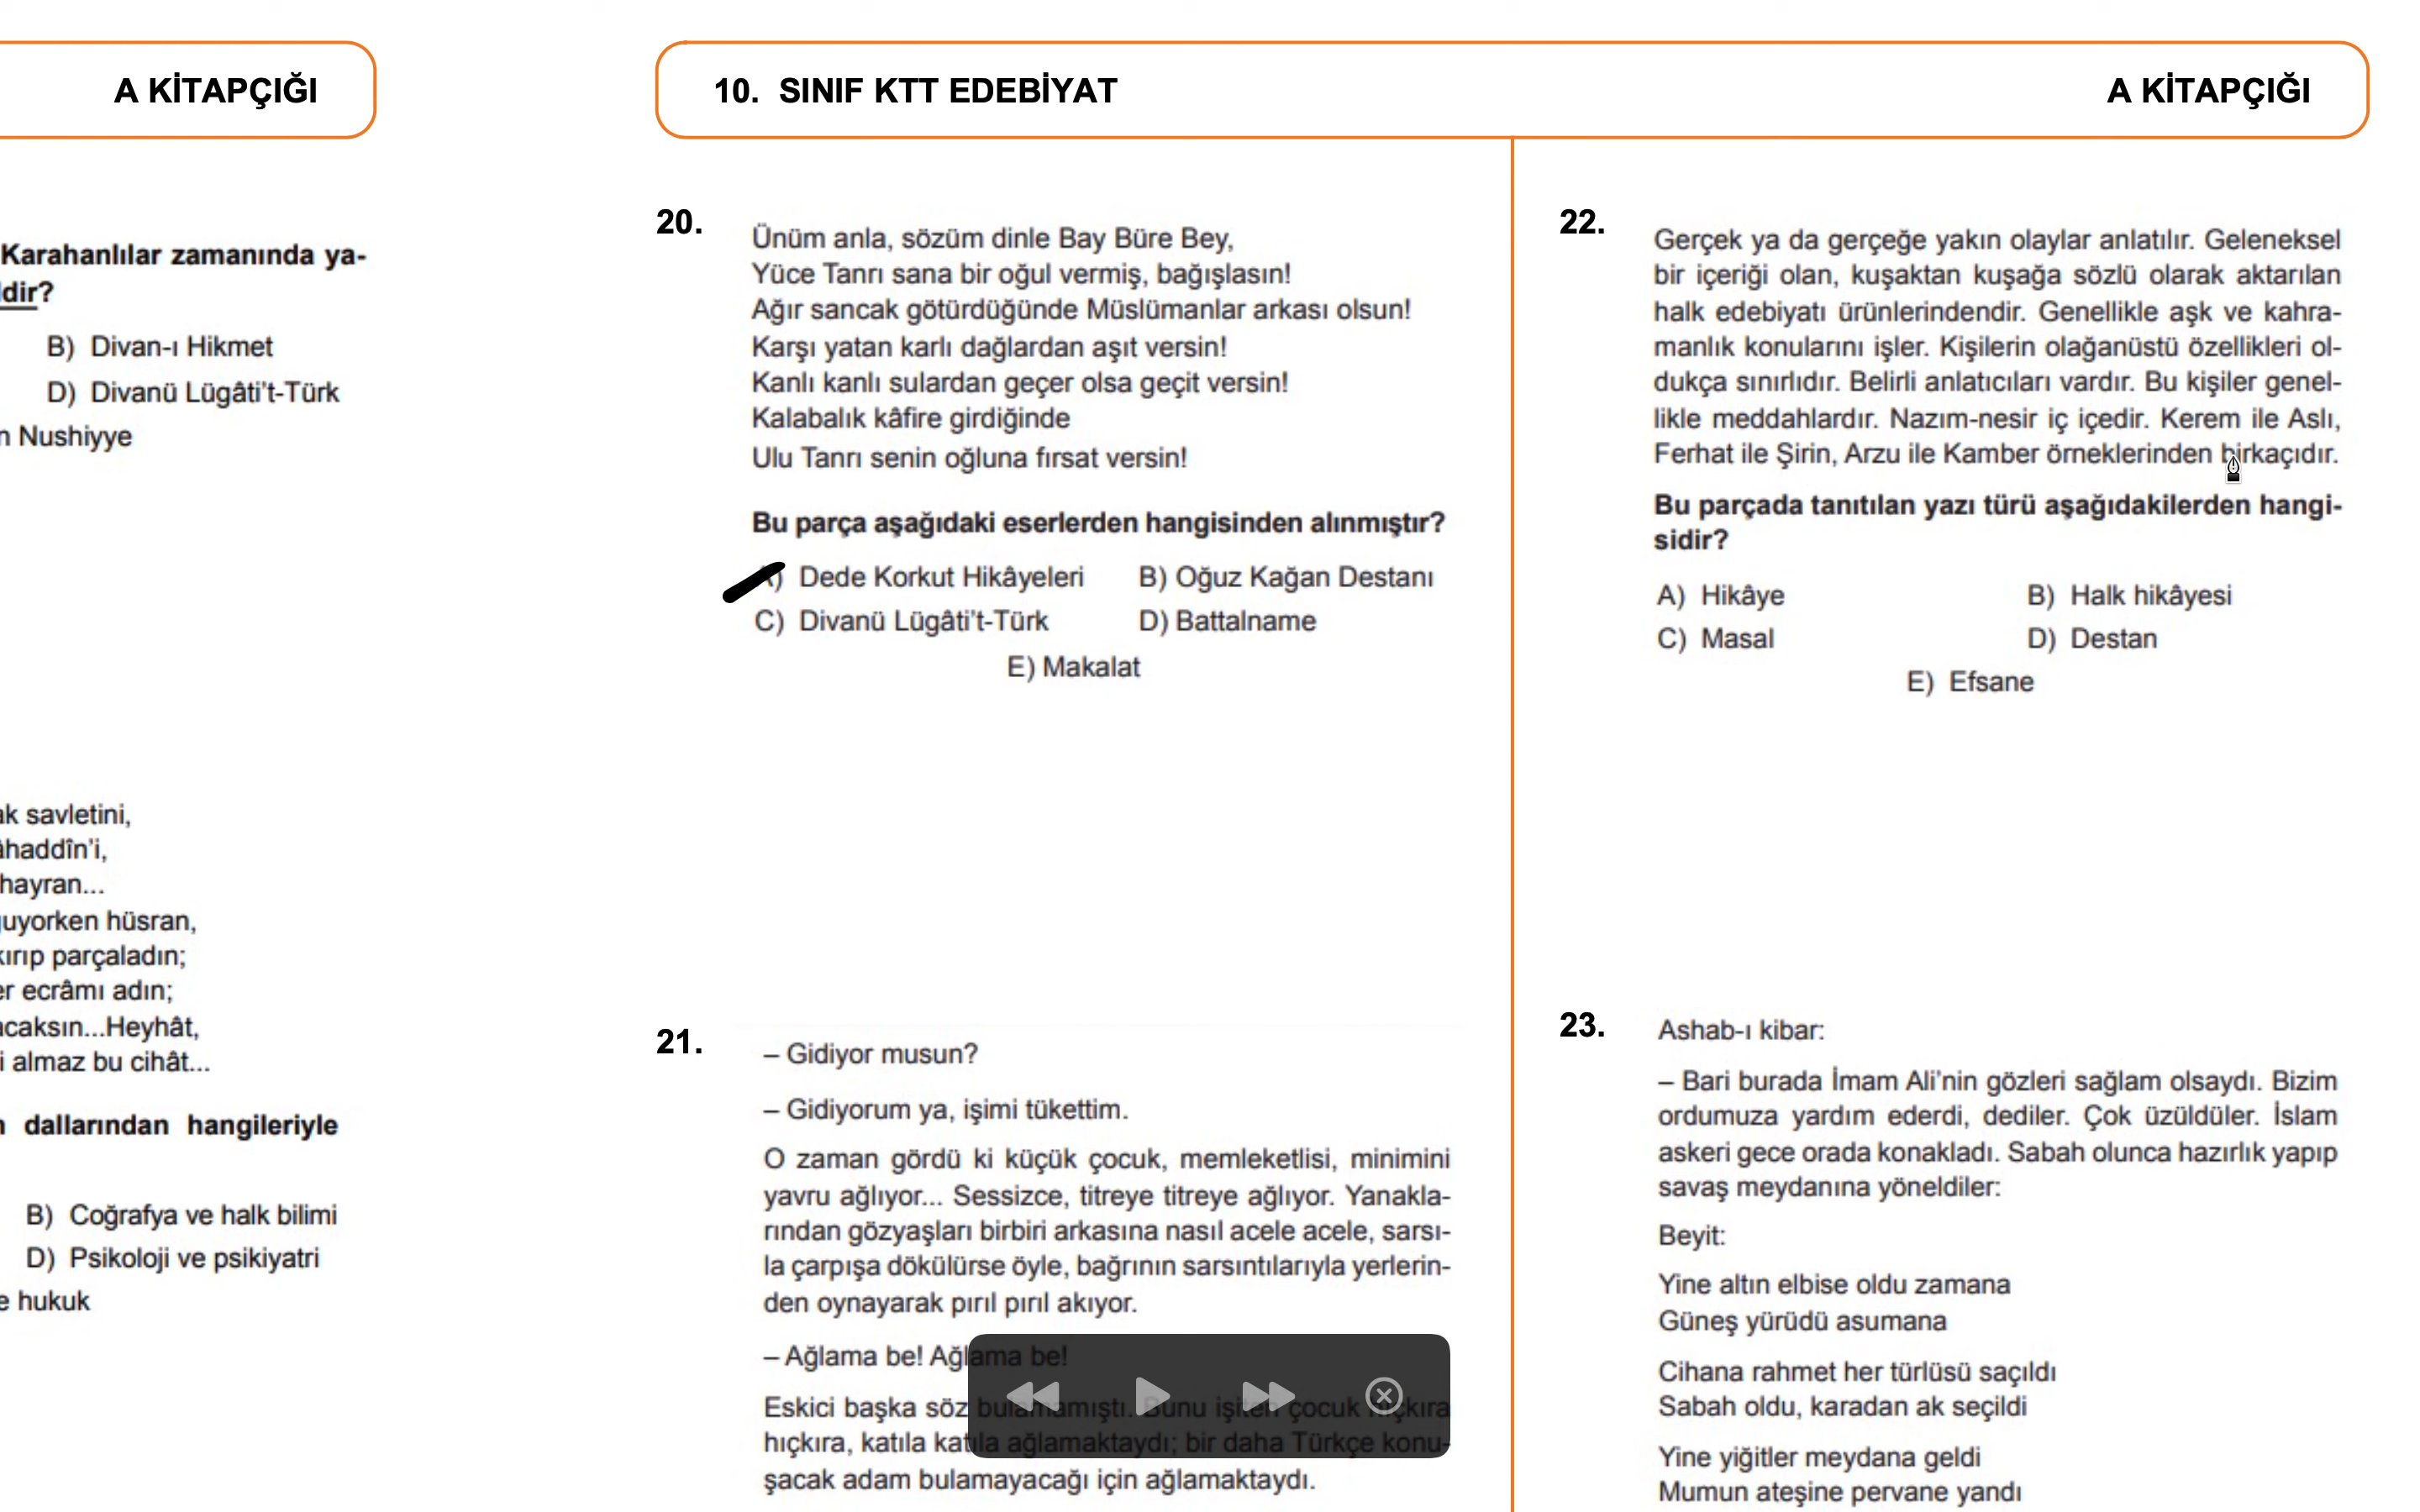 A KİTAPÇIĞI
Karahanlılar zamanında ya-
dir?
B) Divan-ı Hikmet
D) Divanü Lügâti't-Türk
Nushiyye
savletini,
hayran...
hüsran,
kırıp parçaladın;
ecrâmı adın;
Heyhât,
almaz bu cihât...
dallarından hangileriyle
B) Coğrafya ve halk bilimi
D) Psikoloji ve psikiyatri
hukuk
10. SINIF KTT EDEBİYAT
A KİTAPÇIĞI
20.
Ünüm anla, sözüm dinle Bay Büre Bey,
Yüce Tanrı sana bir oğul vermiş, bağışlasın!
Ağır sancak götürdüğünde Müslümanlar arkası olsun!
Karşı yatan karlı dağlardan aşıt versin!
Kanlı kanlı sulardan geçer olsa geçit versin!
Kalabalık kâfire girdiğinde
Ulu Tanrı senin oğluna fırsat versin!
Bu parça aşağıdaki eserlerden hangisinden alınmıştır?
A) Dede Korkut Hikâyeleri
B) Oğuz Kağan Destanı
C) Divanü Lügâti't-Türk
D) Battalname
E) Makalat
21.
– Gidiyor musun?
– Gidiyorum ya, işimi tükettim.
O zaman gördü ki küçük çocuk, memleketlisi, minimini
yavru ağlıyor... Sessizce, titreye titreye ağlıyor. Yanakla-
rından gözyaşları birbiri arkasına nasıl acele acele, sarsı-
la çarpışa dökülürse öyle, bağrının sarsıntılarıyla yerlerin-
den oynayarak pırıl pırıl akıyor.
– Ağlama be! Ağlama be!
Eskici başka söz bulamamıştı. Bunu işiten çocuk hıçkıra
hıçkıra, katıla katıla ağlamaktaydı; bir daha Türkçe konu-
şacak adam bulamayacağı için ağlamaktaydı.
22.
Gerçek ya da gerçeğe yakın olaylar anlatılır. Geleneksel
bir içeriği olan, kuşaktan kuşağa sözlü olarak aktarılan
halk edebiyatı ürünlerindendir. Genellikle aşk ve kahra-
manlık konularını işler. Kişilerin olağanüstü özellikleri ol-
dukça sınırlıdır. Belirli anlatıcıları vardır. Bu kişiler genel-
likle meddahlardır. Nazım-nesir iç içedir. Kerem ile Aslı,
Ferhat ile Şirin, Arzu ile Kamber örneklerinden birkaçıdır.
Bu parçada tanıtılan yazı türü aşağıdakilerden hangi-
sidir?
A) Hikâye
B) Halk hikâyesi
C) Masal
D) Destan
E) Efsane
23.
Ashab-ı kibar:
– Bari burada İmam Ali'nin gözleri sağlam olsaydı. Bizim
ordumuza yardım ederdi, dediler. Çok üzüldüler. İslam
askeri gece orada konakladı. Sabah olunca hazırlık yapıp
savaş meydanına yöneldiler:
Beyit:
Yine altın elbise oldu zamana
Güneş yürüdü asumana
Cihana rahmet her türlüsü saçıldı
Sabah oldu, karadan ak seçildi
Yine yiğitler meydana geldi
Mumun ateşine pervane yandı